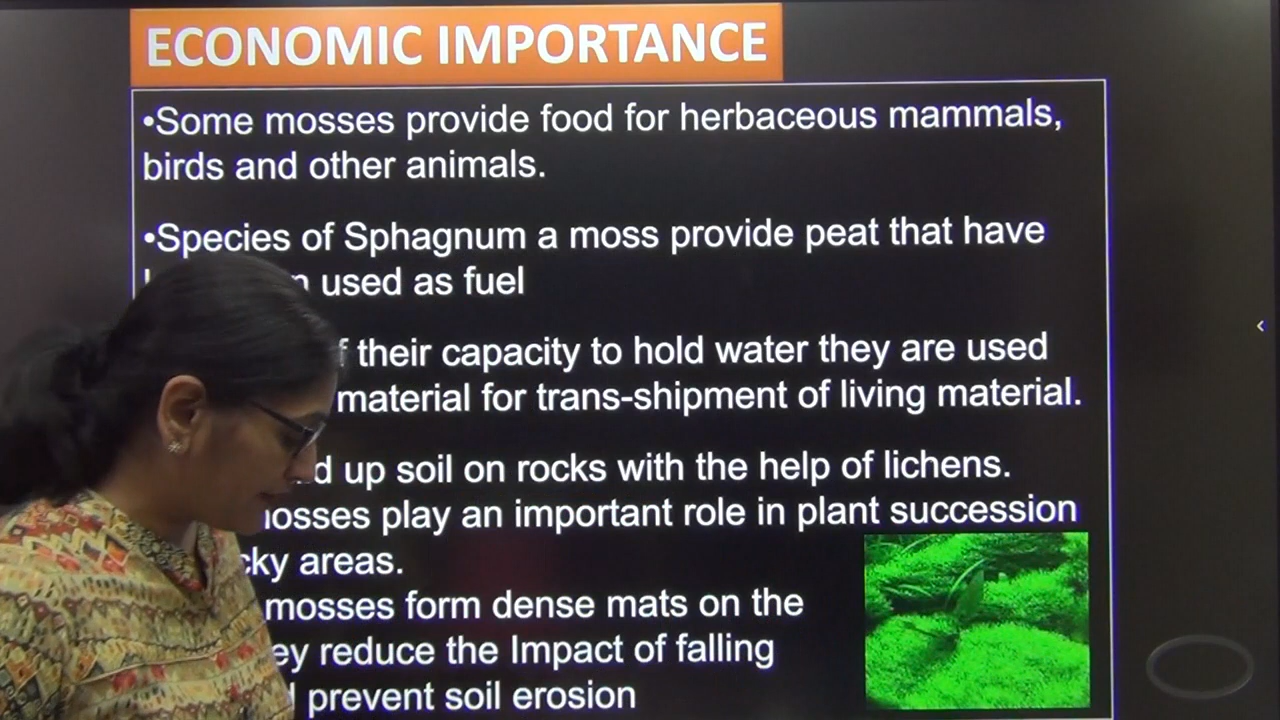 ECONOMIC IMPORTANCE
•Some mosses provide food for herbaceous mammals,
birds and other animals.
•Species of Sphagnum a moss provide peat that have
used as fuel
their capacity to hold water they are used
material for trans-shipment of living material.
up soil on rocks with the help of lichens.
mosses play an important role in plant succession
areas.
mosses form dense mats on the
reduce the Impact of falling
prevent soil erosion